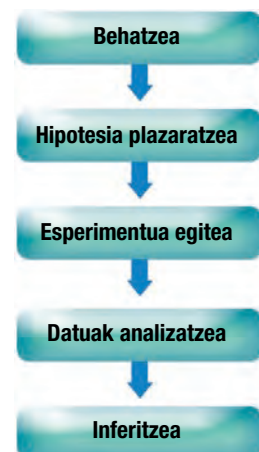 Behatzea
Hipotesia plazaratzea
Esperimentua egitea
Datuak analizatzea
Inferitzea